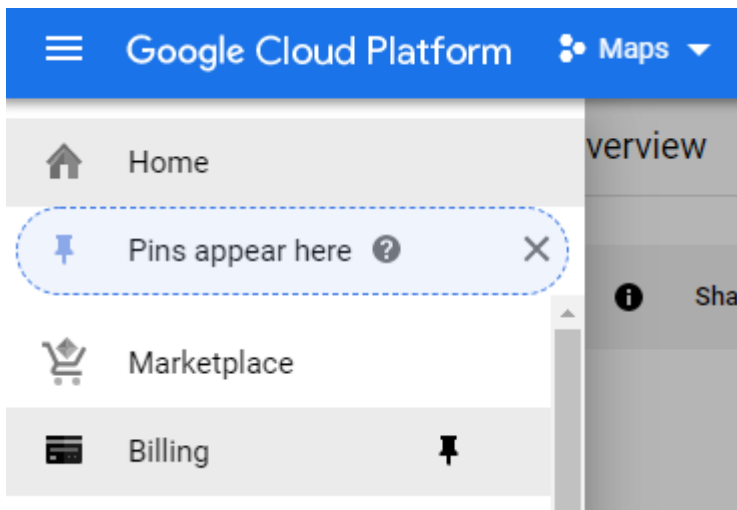 Google Cloud Platform Maps
Home
verview
Pins appear here
Sha
Marketplace
Billing